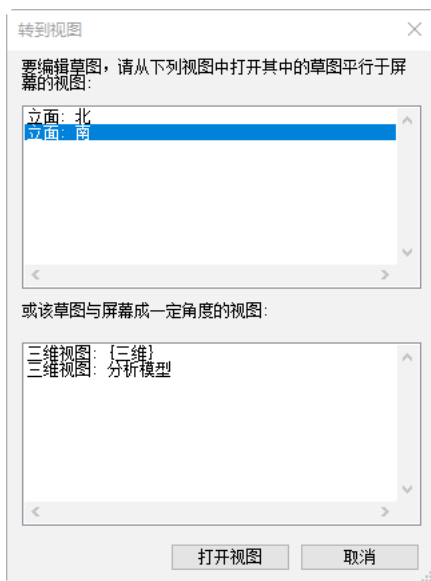 转到视图
要编辑草图，请从下列视图中打开其中的草图平行于屏
幕的视图：
立面：北
立面：南
或该草图与屏幕成一定角度的视图：
三维视图：{三维}
三维视图：分析模型
打开视图
取消